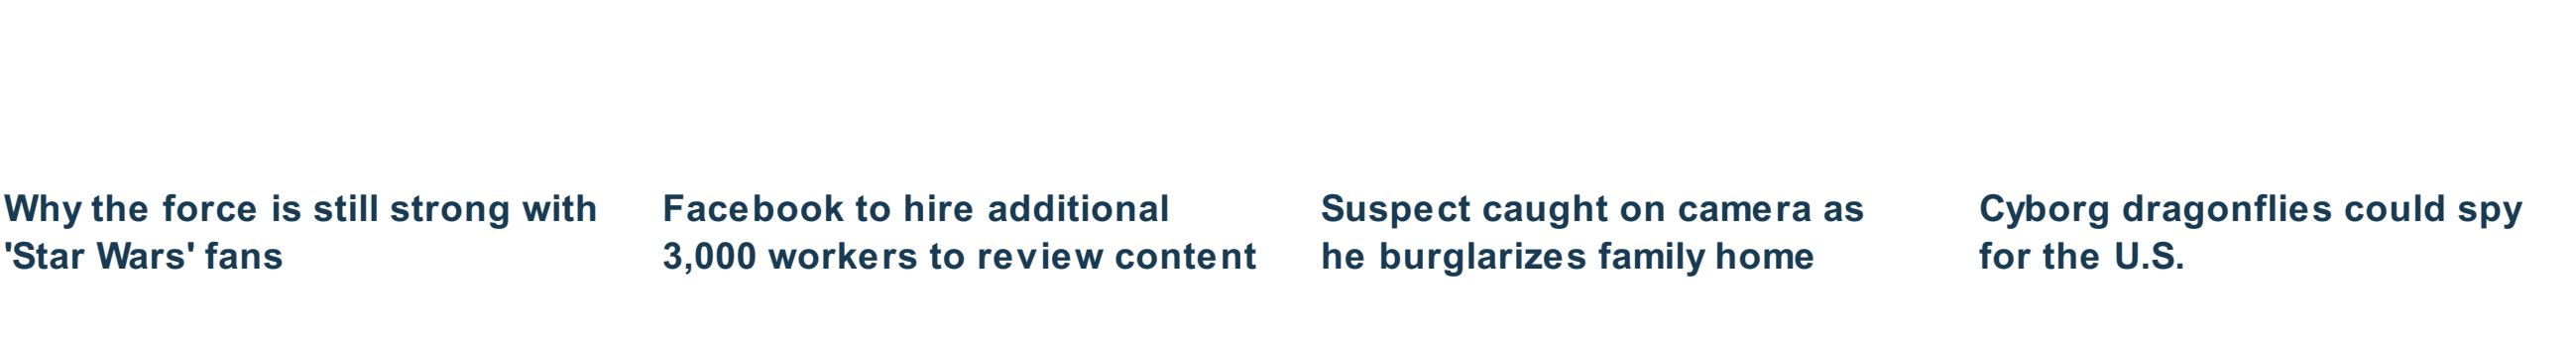 Why the force is still strong with
'Star Wars' fans
Facebook to hire additional
3,000 workers to review content
Suspect caught on camera as
he burglarizes family home
Cyborg dragonflies could spy
for the U.S.